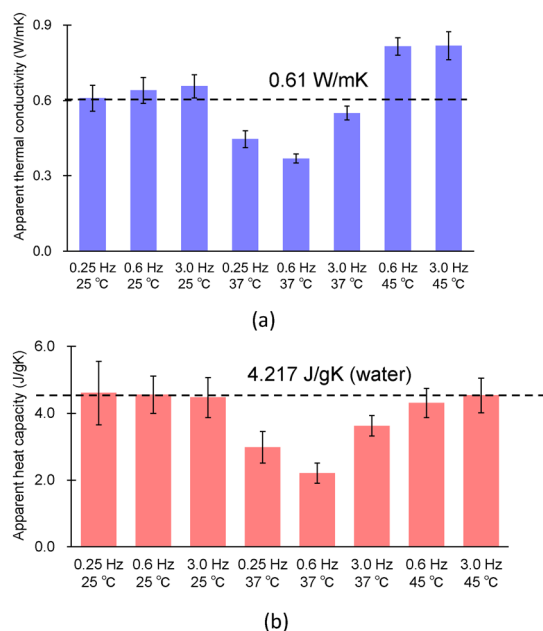 Apparent thermal conductivity (W/mK)
0.9
0.6
0.3
0.0
0.61 W/mK
0.25 Hz 0.6 Hz 3.0 Hz 0.25 Hz 0.6 Hz 3.0 Hz 0.6 Hz 3.0 Hz
25 ℃ 25 ℃ 25 ℃ 37 ℃ 37 ℃ 37 ℃ 45 ℃ 45 ℃
(a)
Apparent heat capacity (J/gK)
6.0
4.0
2.0
0.0
4.217 J/gK (water)
0.25 Hz 0.6 Hz 3.0 Hz 0.25 Hz 0.6 Hz 3.0 Hz 0.6 Hz 3.0 Hz
25 ℃ 25 ℃ 25 ℃ 37 ℃ 37 ℃ 37 ℃ 45 ℃ 45 ℃
(b)